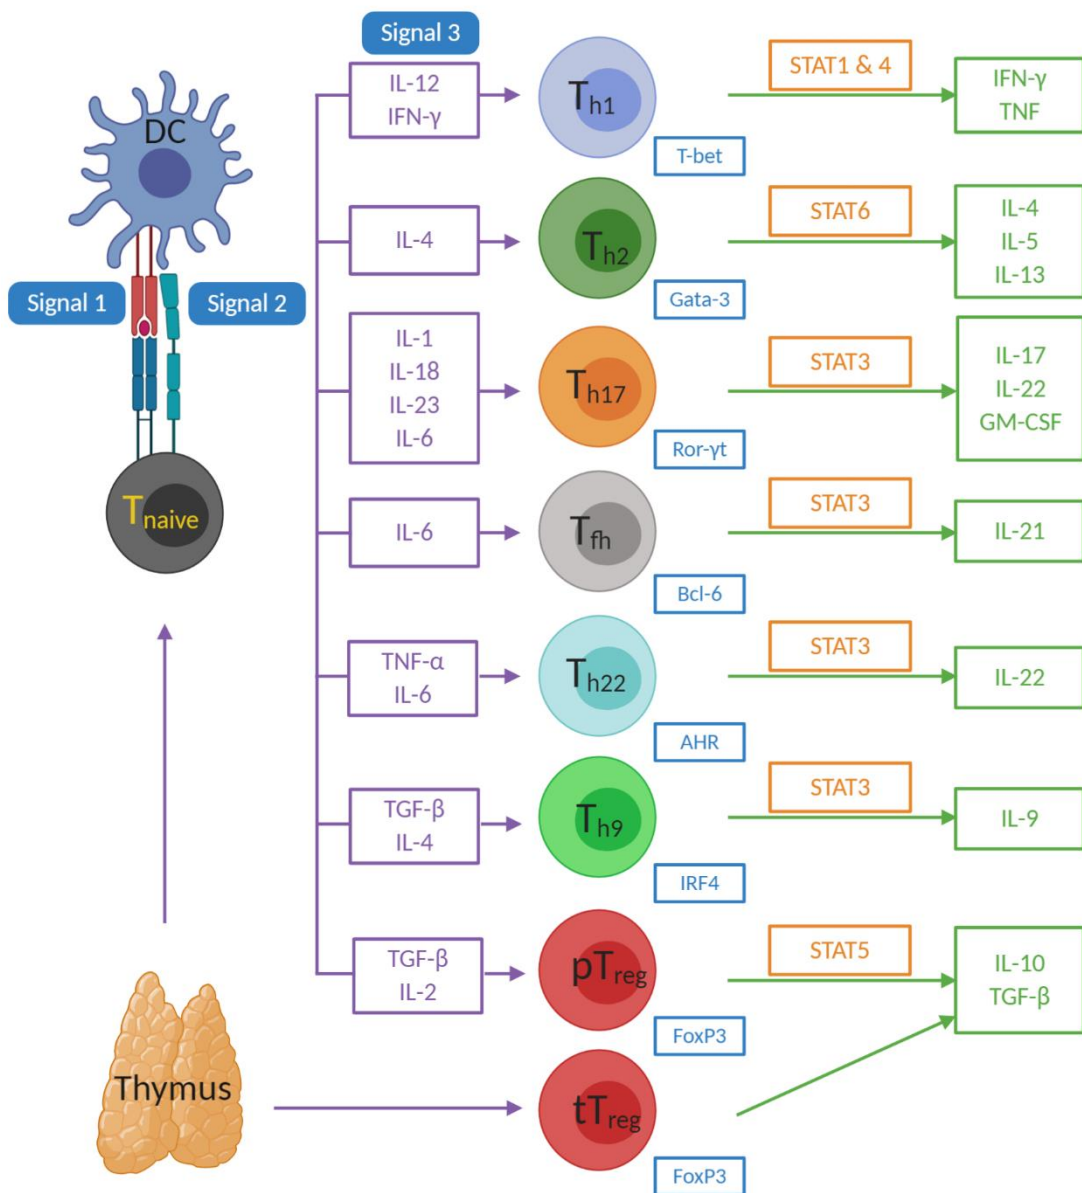 Signal 3
DC
Signal 1
Signal 2
Tnaive
Thymus
IL-12
IFN-γ
Th1
T-bet
STAT1 & 4
IFN-γ
TNF
IL-4
Th2
Gata-3
STAT6
IL-4
IL-5
IL-13
IL-1
IL-18
IL-23
IL-6
Th17
Ror-γt
STAT3
IL-17
IL-22
GM-CSF
IL-6
Tfh
Bcl-6
STAT3
IL-21
TNF-α
IL-6
Th22
AHR
STAT3
IL-22
TGF-β
IL-4
Th9
IRF4
STAT3
IL-9
TGF-β
IL-2
pTreg
FoxP3
STAT5
IL-10
TGF-β
tTreg
FoxP3